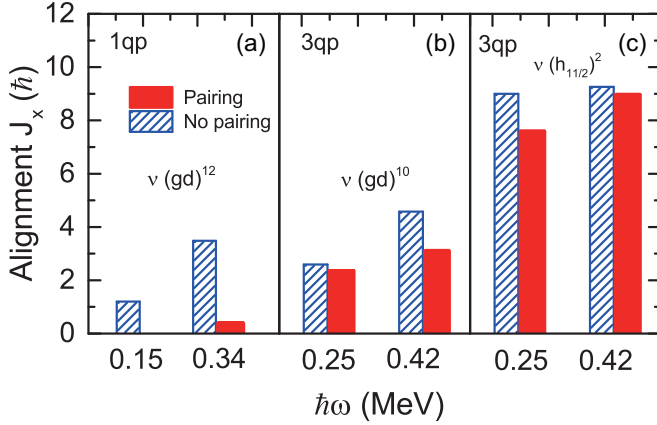 12
10
8
6
4
2
0
Alignment J_x (ℏ)
1qp (a)
Pairing
No pairing
ν (gd)^12
3qp (b)
ν (gd)^10
3qp (c)
ν (h_11/2)^2
0.15 0.34 0.25 0.42 0.25 0.42
ℏω (MeV)